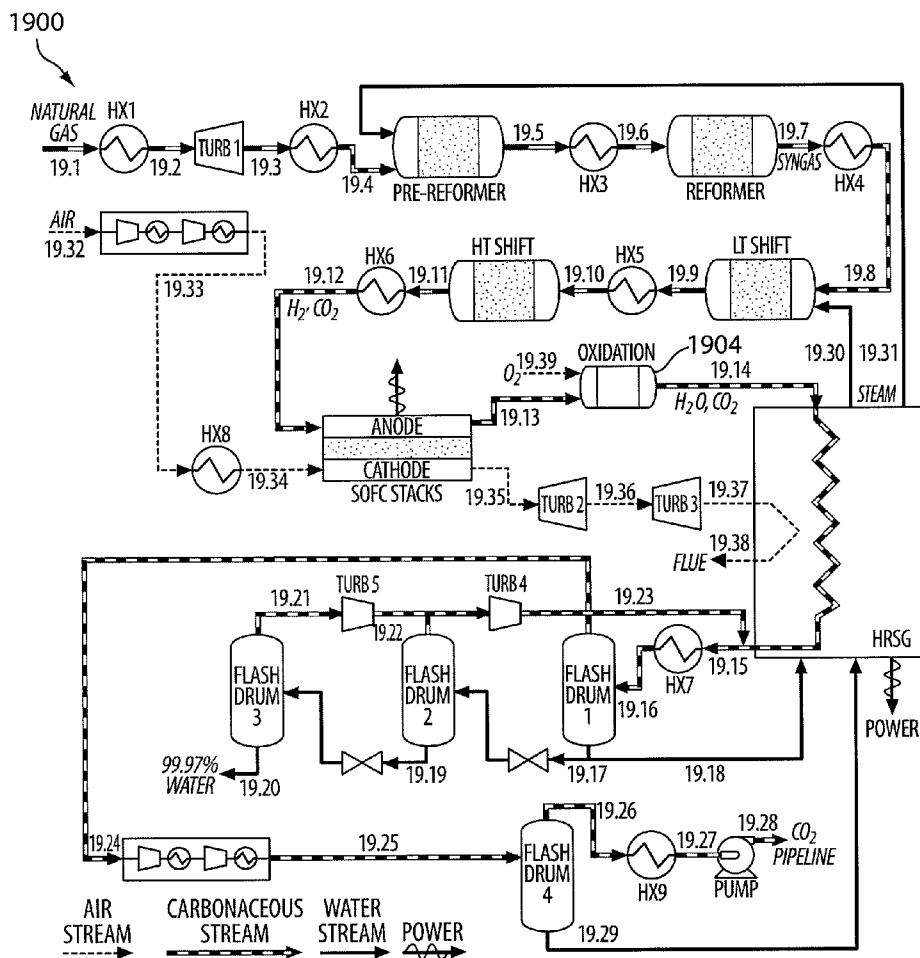 1900
NATURAL
GAS
19.1
HX1
19.2
TURB 1
19.3
HX2
19.4
PRE-REFORMER
19.5
HX3
19.6
REFORMER
19.7
SYNGAS
HX4
AIR
19.32
19.33
HX6
19.12
H2, CO2
19.11
HT SHIFT
19.10
HX5
19.9
LT SHIFT
19.8
19.30
19.31
STEAM
O2
19.39
OXIDATION
1904
19.14
H2O, CO2
19.13
ANODE
CATHODE
SOFC STACKS
HX8
19.34
19.35
TURB 2
19.36
TURB 3
19.37
19.38
FLUE
HRSG
POWER
19.21
TURB 5
19.22
TURB 4
19.23
FLASH
DRUM
3
FLASH
DRUM
2
FLASH
DRUM
1
HX7
19.15
19.16
99.97%
WATER
19.20
19.19
19.17
19.18
19.24
19.25
FLASH
DRUM
4
19.26
HX9
19.27
PUMP
19.28
CO2
PIPELINE
19.29
AIR
STREAM
CARBONACEOUS
STREAM
WATER
STREAM
POWER